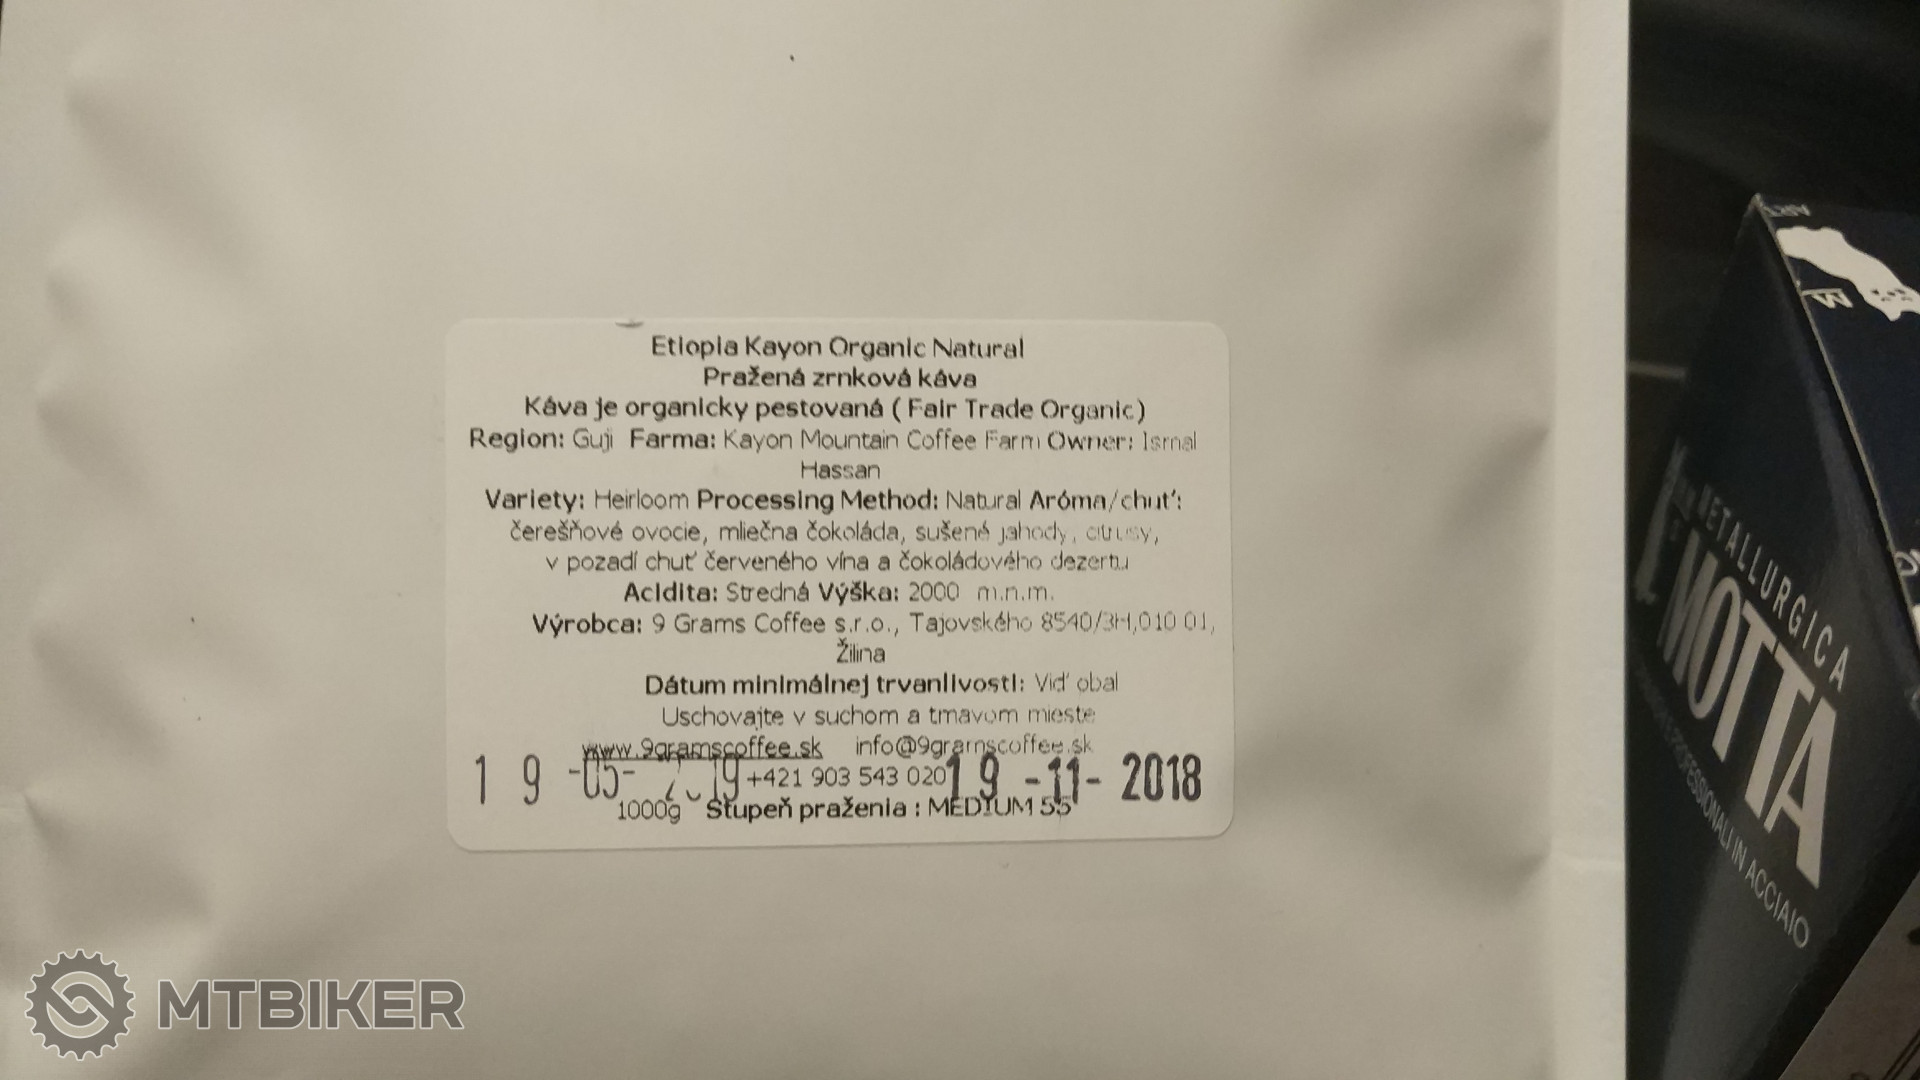 Etiopia Kayon Organic Natural
Pražená zrnková káva
Káva je organicky pestovaná ( Fair Trade Organic)
Region: Guji Farma: Kayon Mountain Coffee Farm Owner: Ismal
Hassan
Variety: Heirloom Processing Method: Natural Aróma/chuť:
čerešňové ovocie, mliečna čokoláda, sušené jahody, citrusy,
v pozadí chuť červeného vína a čokoládového dezertu
Acidita: Stredná Výška: 2000 m.n.m.
Výrobca: 9 Grams Coffee s.r.o., Tajovského 8540/3H,010 01,
Žilina
Dátum minimálnej trvanlivosti: Viď obal
Uschovajte v suchom a tmavom mieste
www.9gramscoffee.sk info@9gramscoffee.sk
19 -05- 2019 +421 903 543 020 19 -11- 2018
1000g Stupeň praženia : MEDIUM 55
METALLURGICA
MOTTA
PROFESSIONALI IN ACCIAIO
MTBIKER